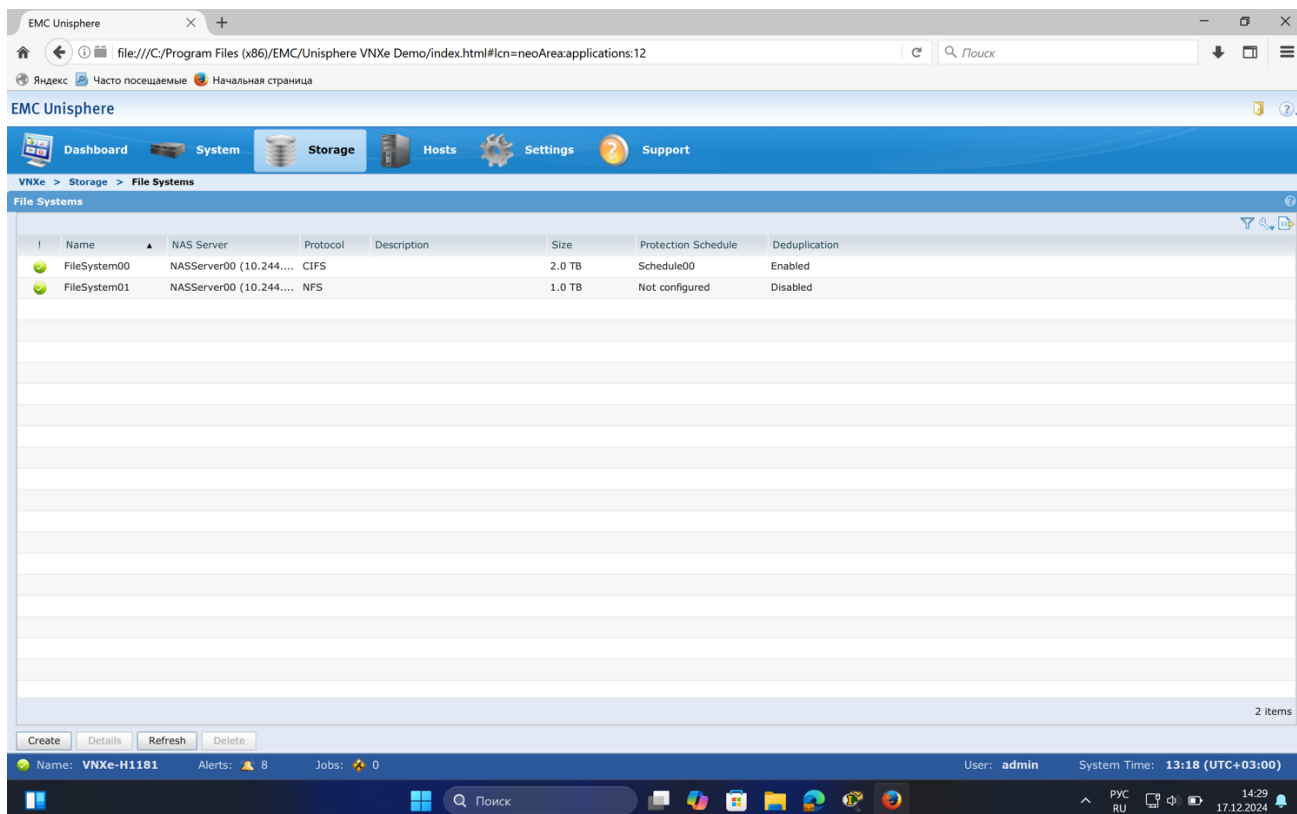 EMC Unisphere
file:///C:/Program Files (x86)/EMC/Unisphere VNXe Demo/index.html#lcn=neoArea:applications:12 Поиск
Яндекс Часто посещаемые Начальная страница
EMC Unisphere
Dashboard System Storage Hosts Settings Support
VNXe > Storage > File Systems
File Systems
! Name NAS Server Protocol Description Size Protection Schedule Deduplication
FileSystem00 NASServer00 (10.244.... CIFS 2.0 TB Schedule00 Enabled
FileSystem01 NASServer00 (10.244.... NFS 1.0 TB Not configured Disabled
2 items
Create Details Refresh Delete
Name: VNXe-H1181 Alerts: 8 Jobs: 0 User: admin System Time: 13:18 (UTC+03:00)
Поиск РУС 14:29
RU 17.12.2024